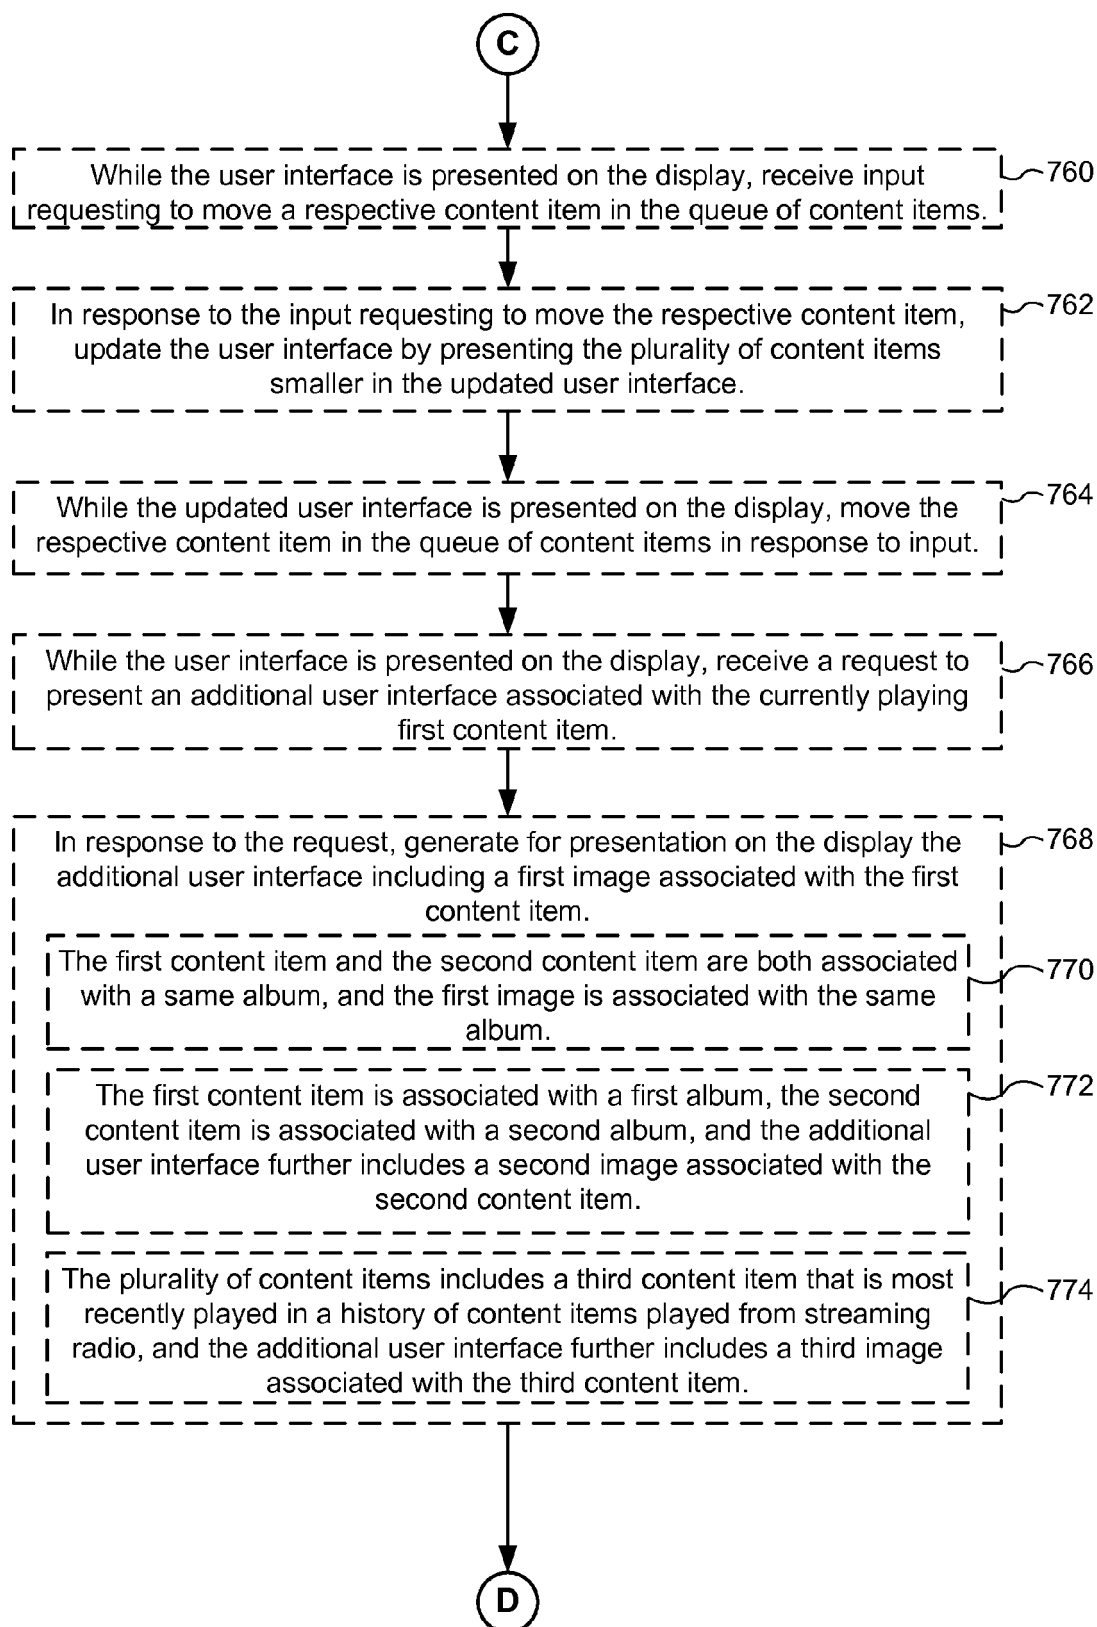 C
While the user interface is presented on the display, receive input
requesting to move a respective content item in the queue of content items.
760
In response to the input requesting to move the respective content item,
update the user interface by presenting the plurality of content items
smaller in the updated user interface.
762
While the updated user interface is presented on the display, move the
respective content item in the queue of content items in response to input.
764
While the user interface is presented on the display, receive a request to
present an additional user interface associated with the currently playing
first content item.
766
In response to the request, generate for presentation on the display the
additional user interface including a first image associated with the first
content item.
768
The first content item and the second content item are both associated
with a same album, and the first image is associated with the same
album.
770
The first content item is associated with a first album, the second
content item is associated with a second album, and the additional
user interface further includes a second image associated with the
second content item.
772
The plurality of content items includes a third content item that is most
recently played in a history of content items played from streaming
radio, and the additional user interface further includes a third image
associated with the third content item.
774
D